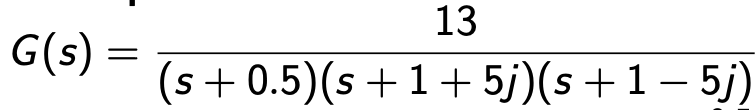 G(s) = 13 / ((s + 0.5)(s + 1 + 5j)(s + 1 − 5j))